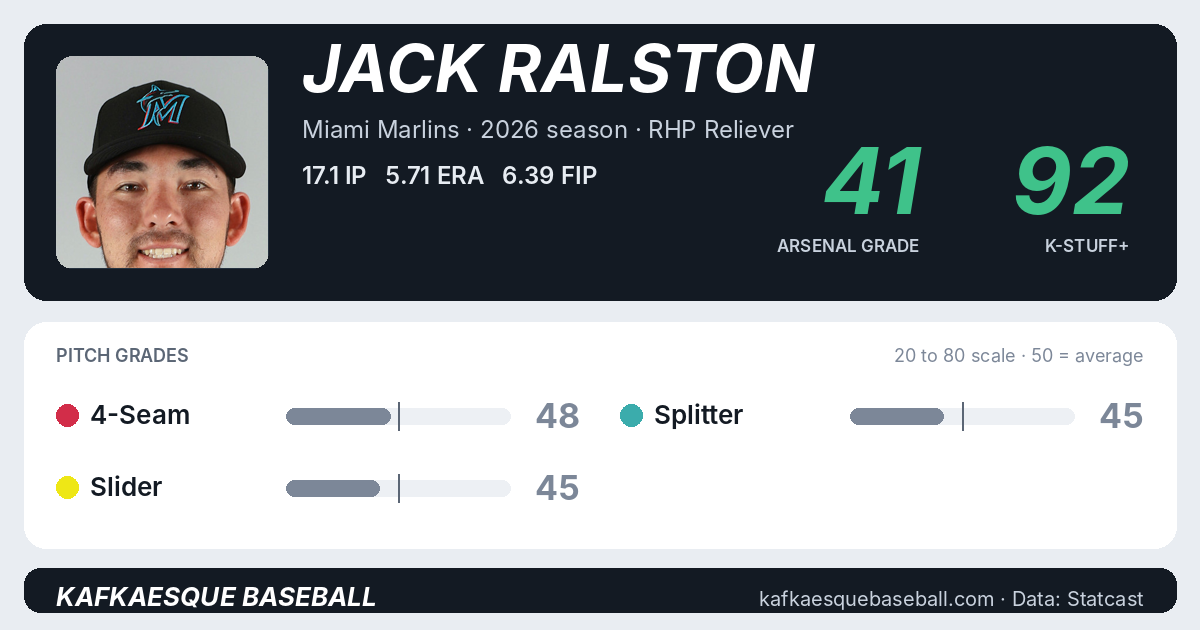 JACK RALSTON
Miami Marlins · 2026 season · RHP Reliever
17.1 IP 5.71 ERA 6.39 FIP
41
ARSENAL GRADE
92
K-STUFF+
PITCH GRADES
20 to 80 scale · 50 = average
4-Seam 48
Splitter 45
Slider 45
KAFKAESQUE BASEBALL
kafkaesquebaseball.com · Data: Statcast